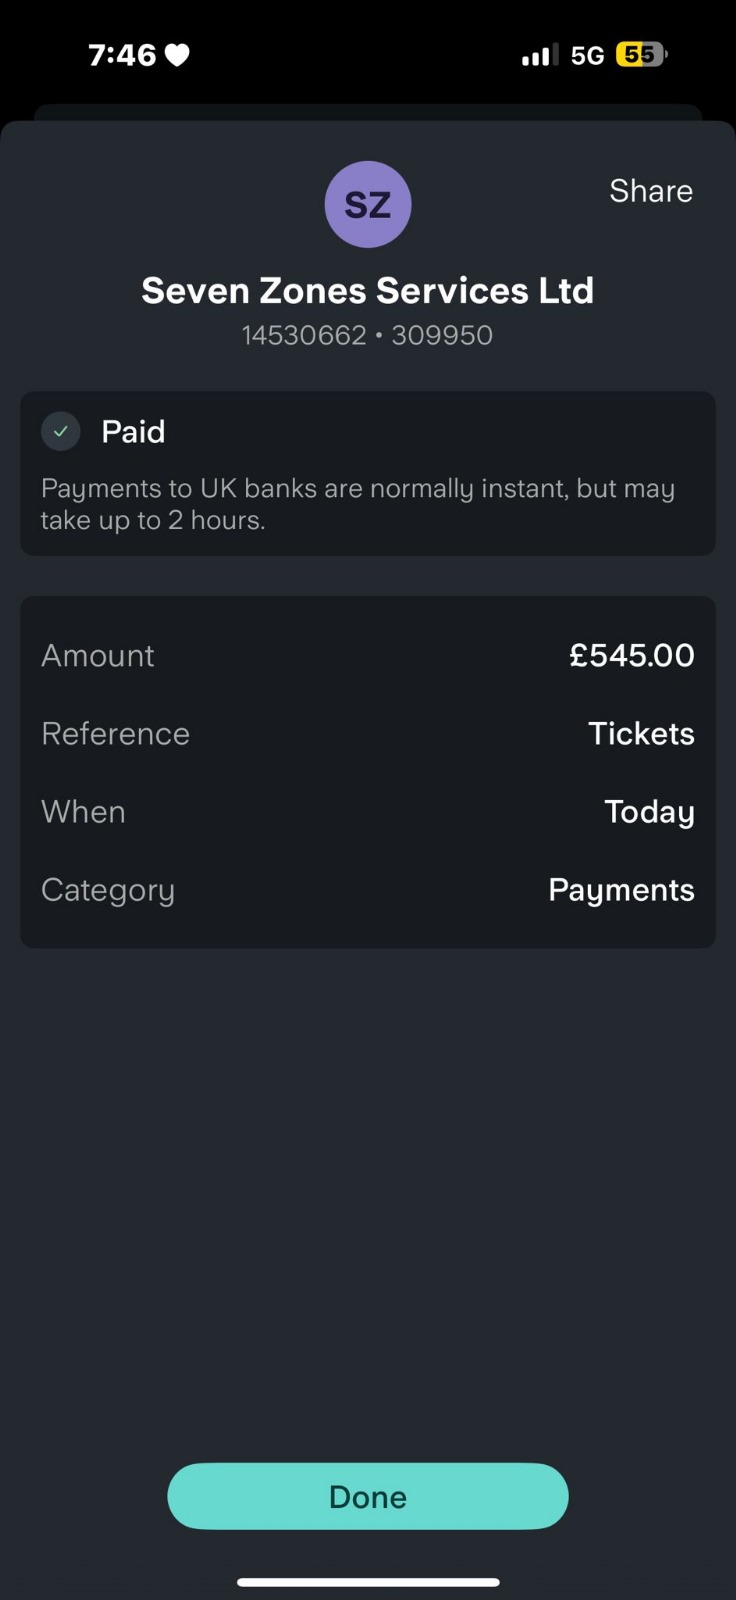 7:46
5G
55
Share
SZ
Seven Zones Services Ltd
14530662 • 309950
Paid
Payments to UK banks are normally instant, but may
take up to 2 hours.
Amount £545.00
Reference Tickets
When Today
Category Payments
Done